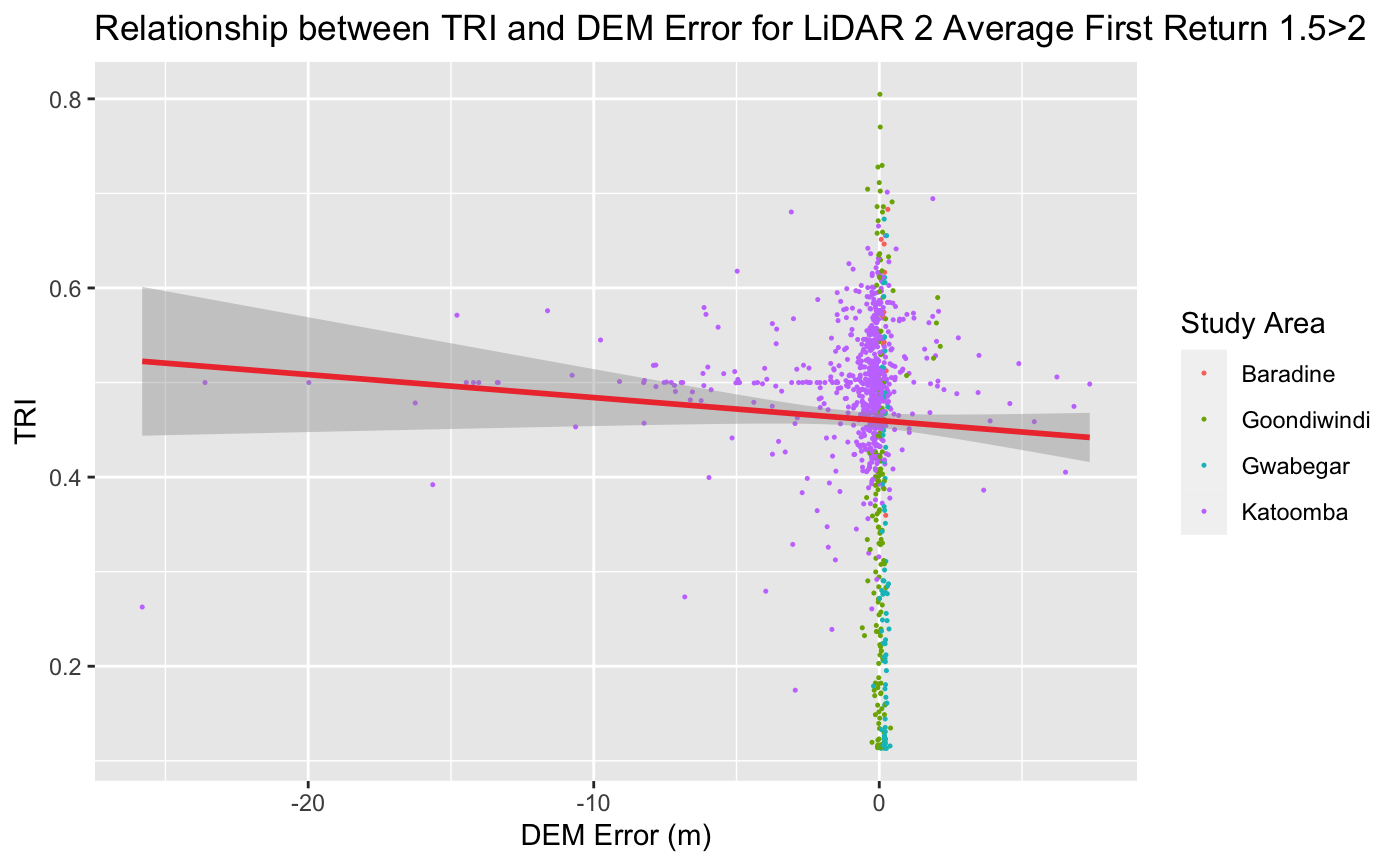 Relationship between TRI and DEM Error for LiDAR 2 Average First Return 1.5>2
0.8
0.6
0.4
0.2
TRI
-20
-10
0
DEM Error (m)
Study Area
Baradine
Goondiwindi
Gwabegar
Katoomba